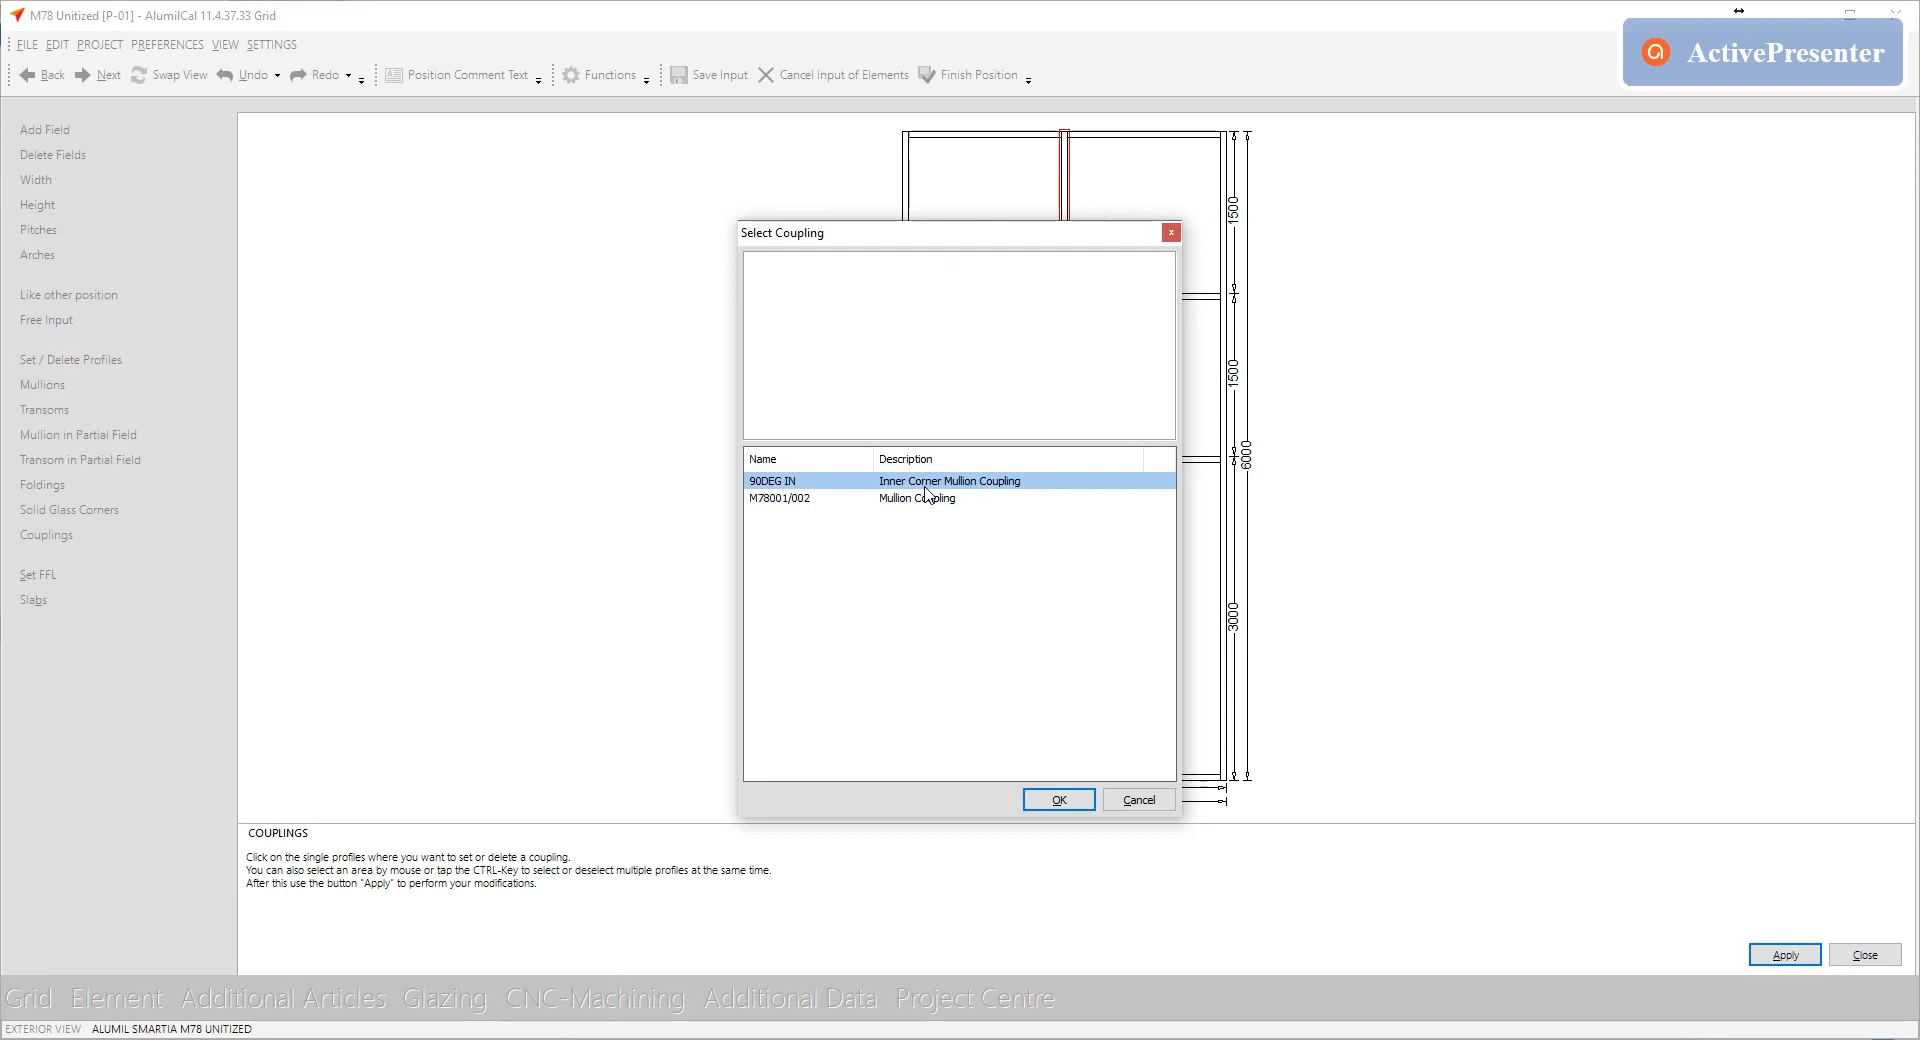 M78 Unitized [P-01] - AlumilCal 11.4.37.33 Grid
FILE EDIT PROJECT PREFERENCES VIEW SETTINGS
Back Next Swap View Undo Redo Position Comment Text Functions Save Input Cancel Input of Elements Finish Position
ActivePresenter
Add Field
Delete Fields
Width
Height
Pitches
Arches
Like other position
Free Input
Set / Delete Profiles
Mullions
Transoms
Mullion in Partial Field
Transom in Partial Field
Foldings
Solid Glass Corners
Couplings
Set FFL
Slabs
1500
1500
6000
3000
Select Coupling
Name Description
90DEG IN Inner Corner Mullion Coupling
M78001/002 Mullion Coupling
OK Cancel
COUPLINGS
Click on the single profiles where you want to set or delete a coupling.
You can also select an area by mouse or tap the CTRL-Key to select or deselect multiple profiles at the same time.
After this use the button "Apply" to perform your modifications.
Apply Close
Grid Element Additional Articles Glazing CNC-Machining Additional Data Project Centre
EXTERIOR VIEW ALUMIL SMARTIA M78 UNITIZED